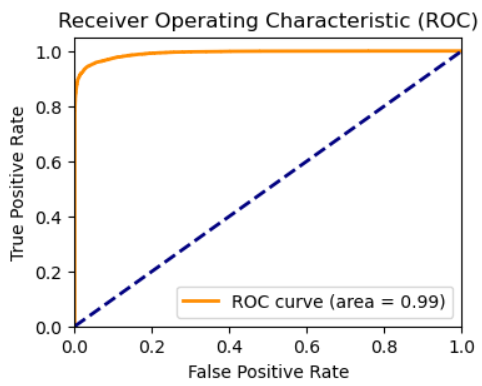 Receiver Operating Characteristic (ROC)
1.0
0.8
0.6
0.4
0.2
0.0
True Positive Rate
ROC curve (area = 0.99)
0.0 0.2 0.4 0.6 0.8 1.0
False Positive Rate